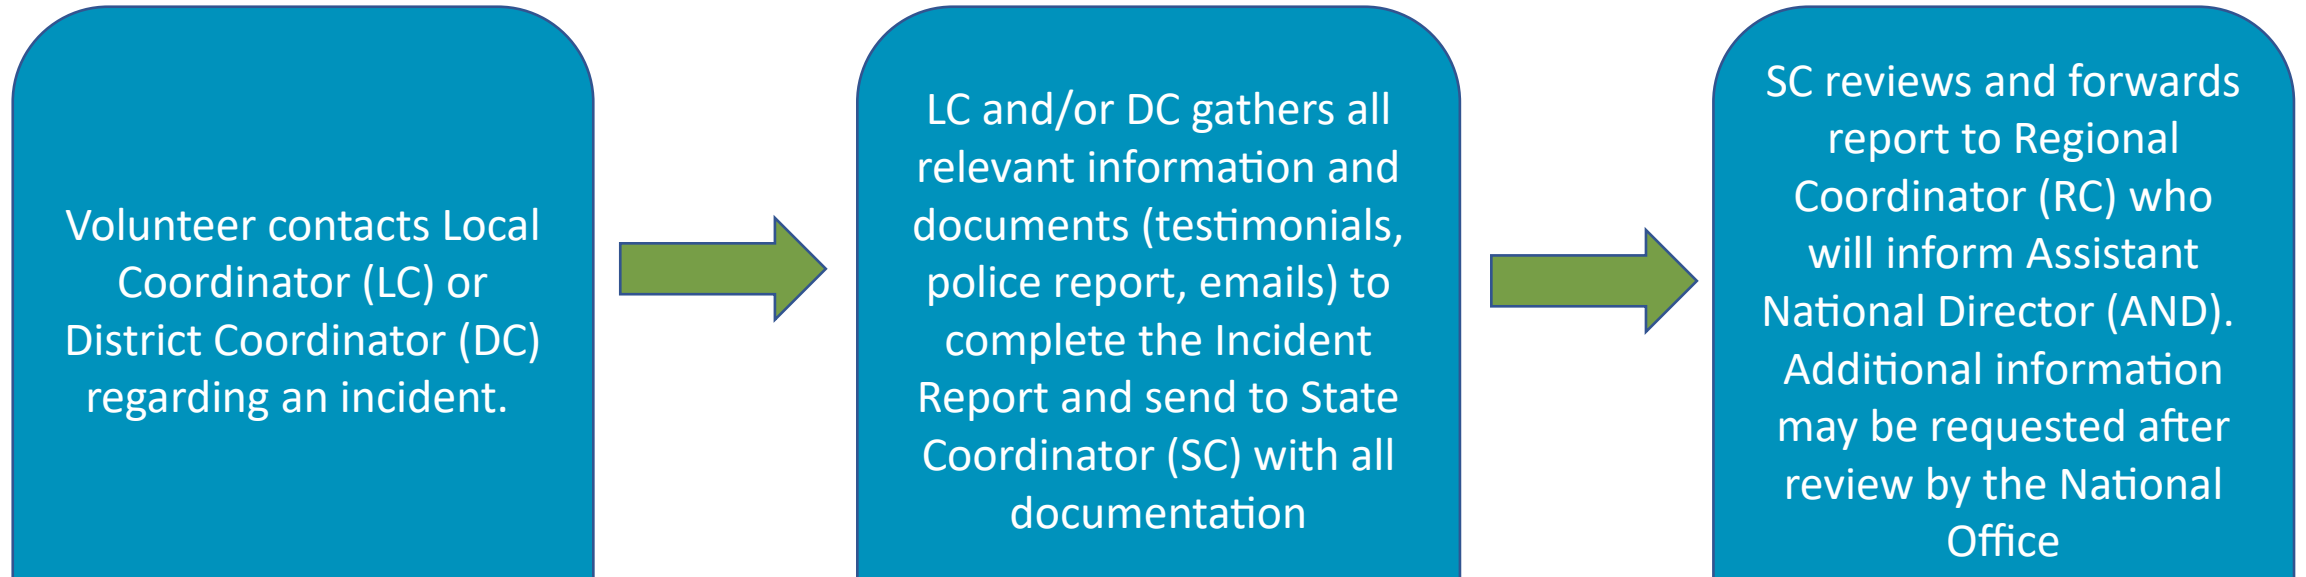 Volunteer contacts Local
Coordinator (LC) or
District Coordinator (DC)
regarding an incident.
LC and/or DC gathers all
relevant information and
documents (testimonials,
police report, emails) to
complete the Incident
Report and send to State
Coordinator (SC) with all
documentation
SC reviews and forwards
report to Regional
Coordinator (RC) who
will inform Assistant
National Director (AND).
Additional information
may be requested after
review by the National
Office